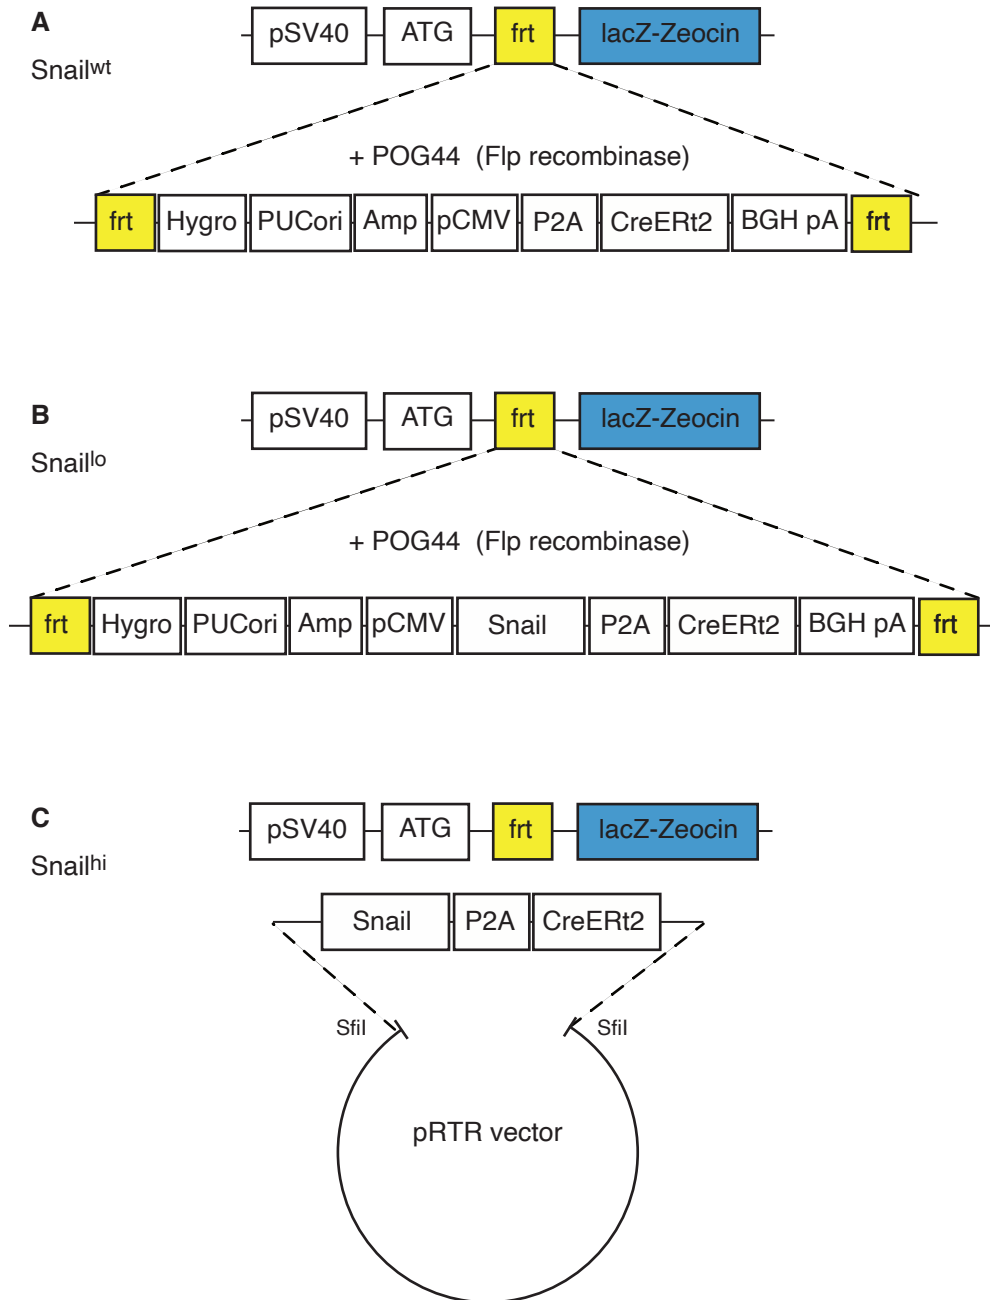 A
pSV40 ATG frt lacZ-Zeocin
Snailwt
+ POG44 (Flp recombinase)
frt Hygro PUCori Amp pCMV P2A CreERt2 BGH pA frt
B
pSV40 ATG frt lacZ-Zeocin
Snaillo
+ POG44 (Flp recombinase)
frt Hygro PUCori Amp pCMV Snail P2A CreERt2 BGH pA frt
C
pSV40 ATG frt lacZ-Zeocin
Snailhi
Snail P2A CreERt2
SfiI SfiI
pRTR vector